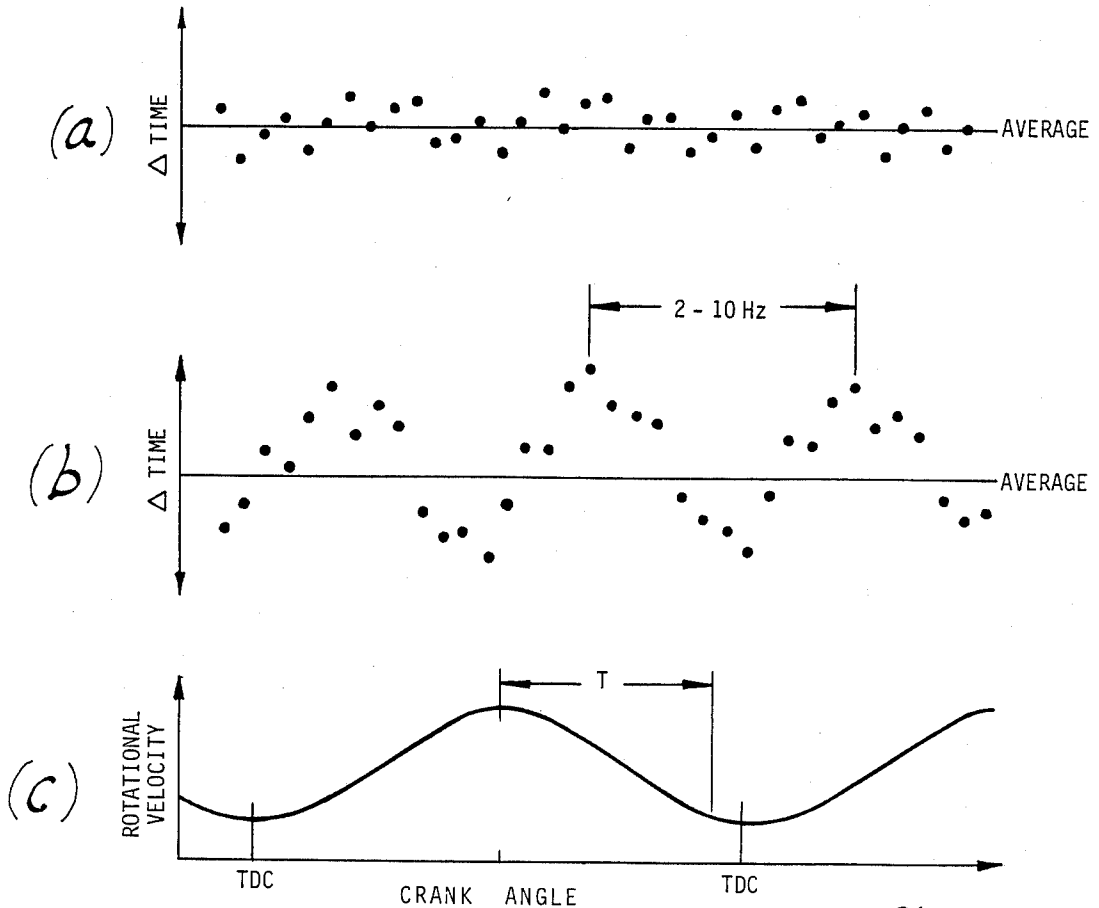 (a)
△ TIME
AVERAGE
2 - 10 Hz
(b)
△ TIME
AVERAGE
T
(c)
ROTATIONAL
VELOCITY
TDC
TDC
CRANK ANGLE